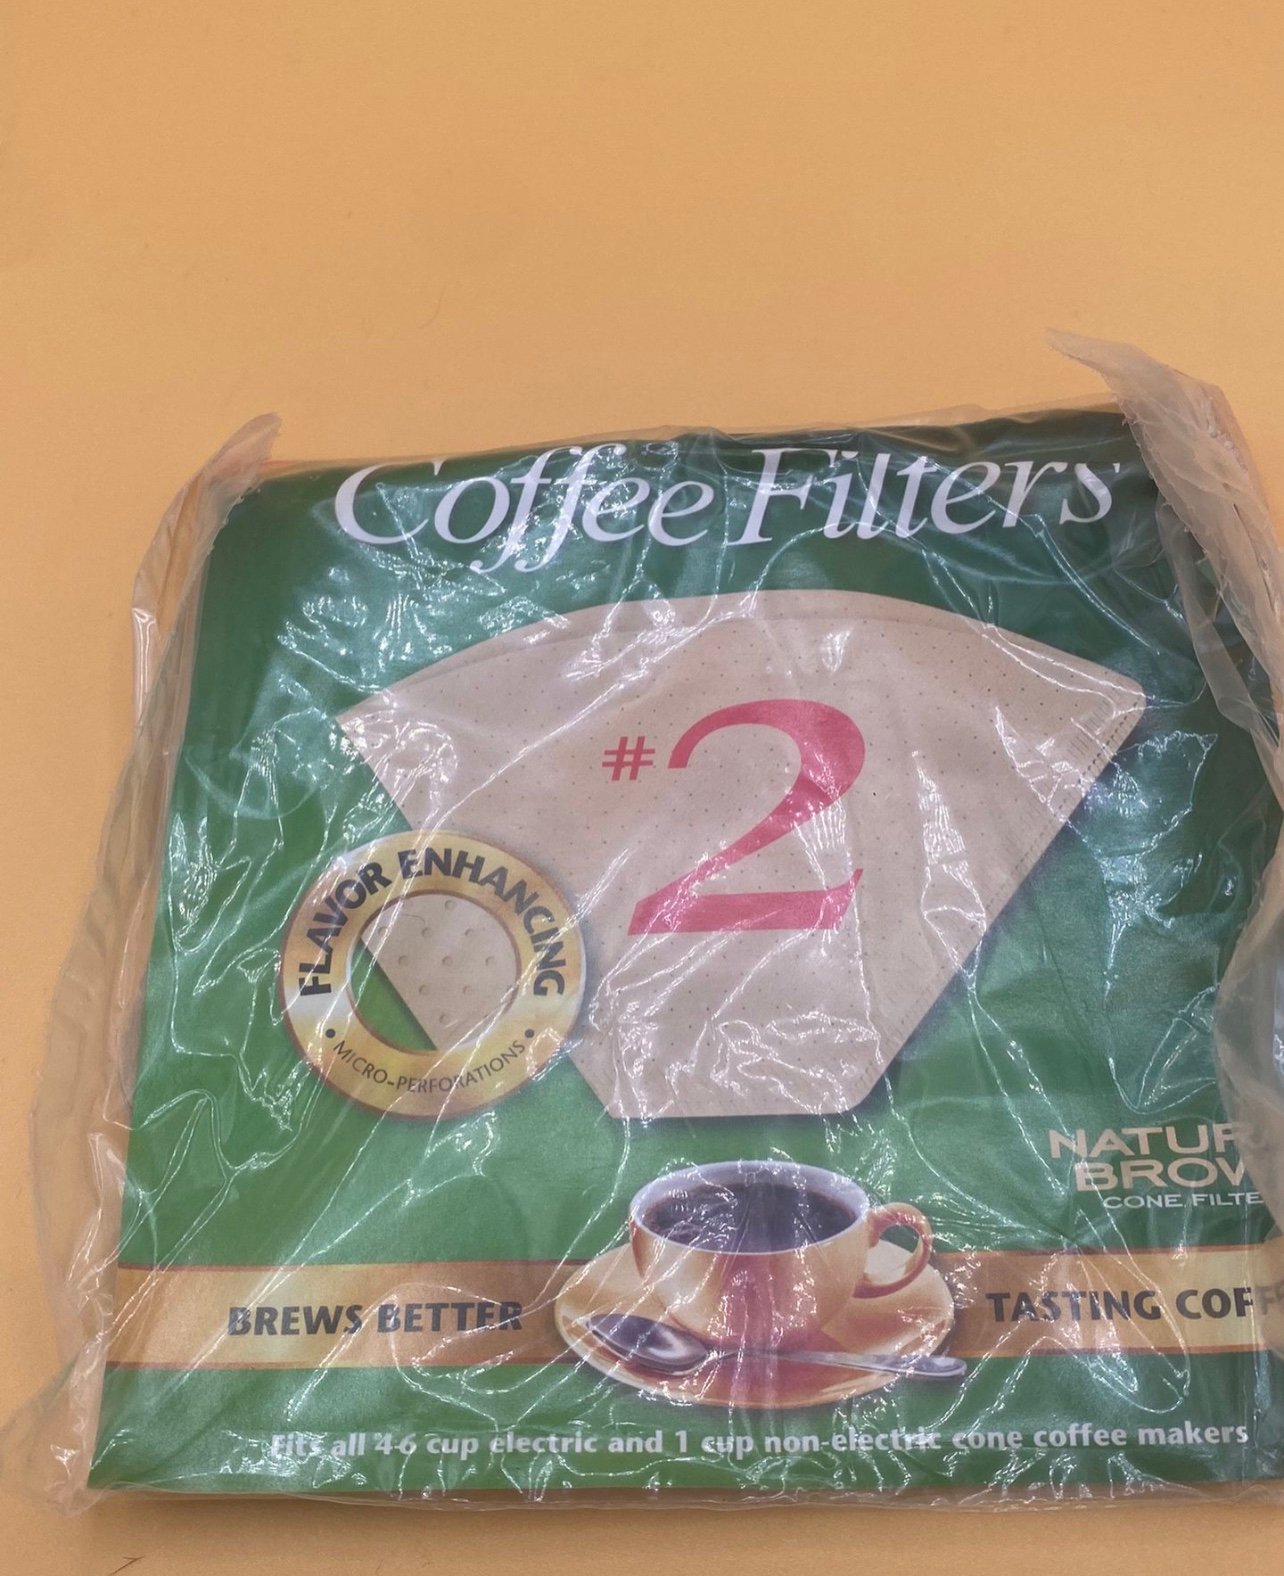 Coffee Filters
#2
FLAVOR ENHANCING
• MICRO-PERFORATIONS •
NATUR
BROW
CONE FILTE
BREWS BETTER
TASTING COFF
Fits all 4-6 cup electric and 1 cup non-electric cone coffee makers